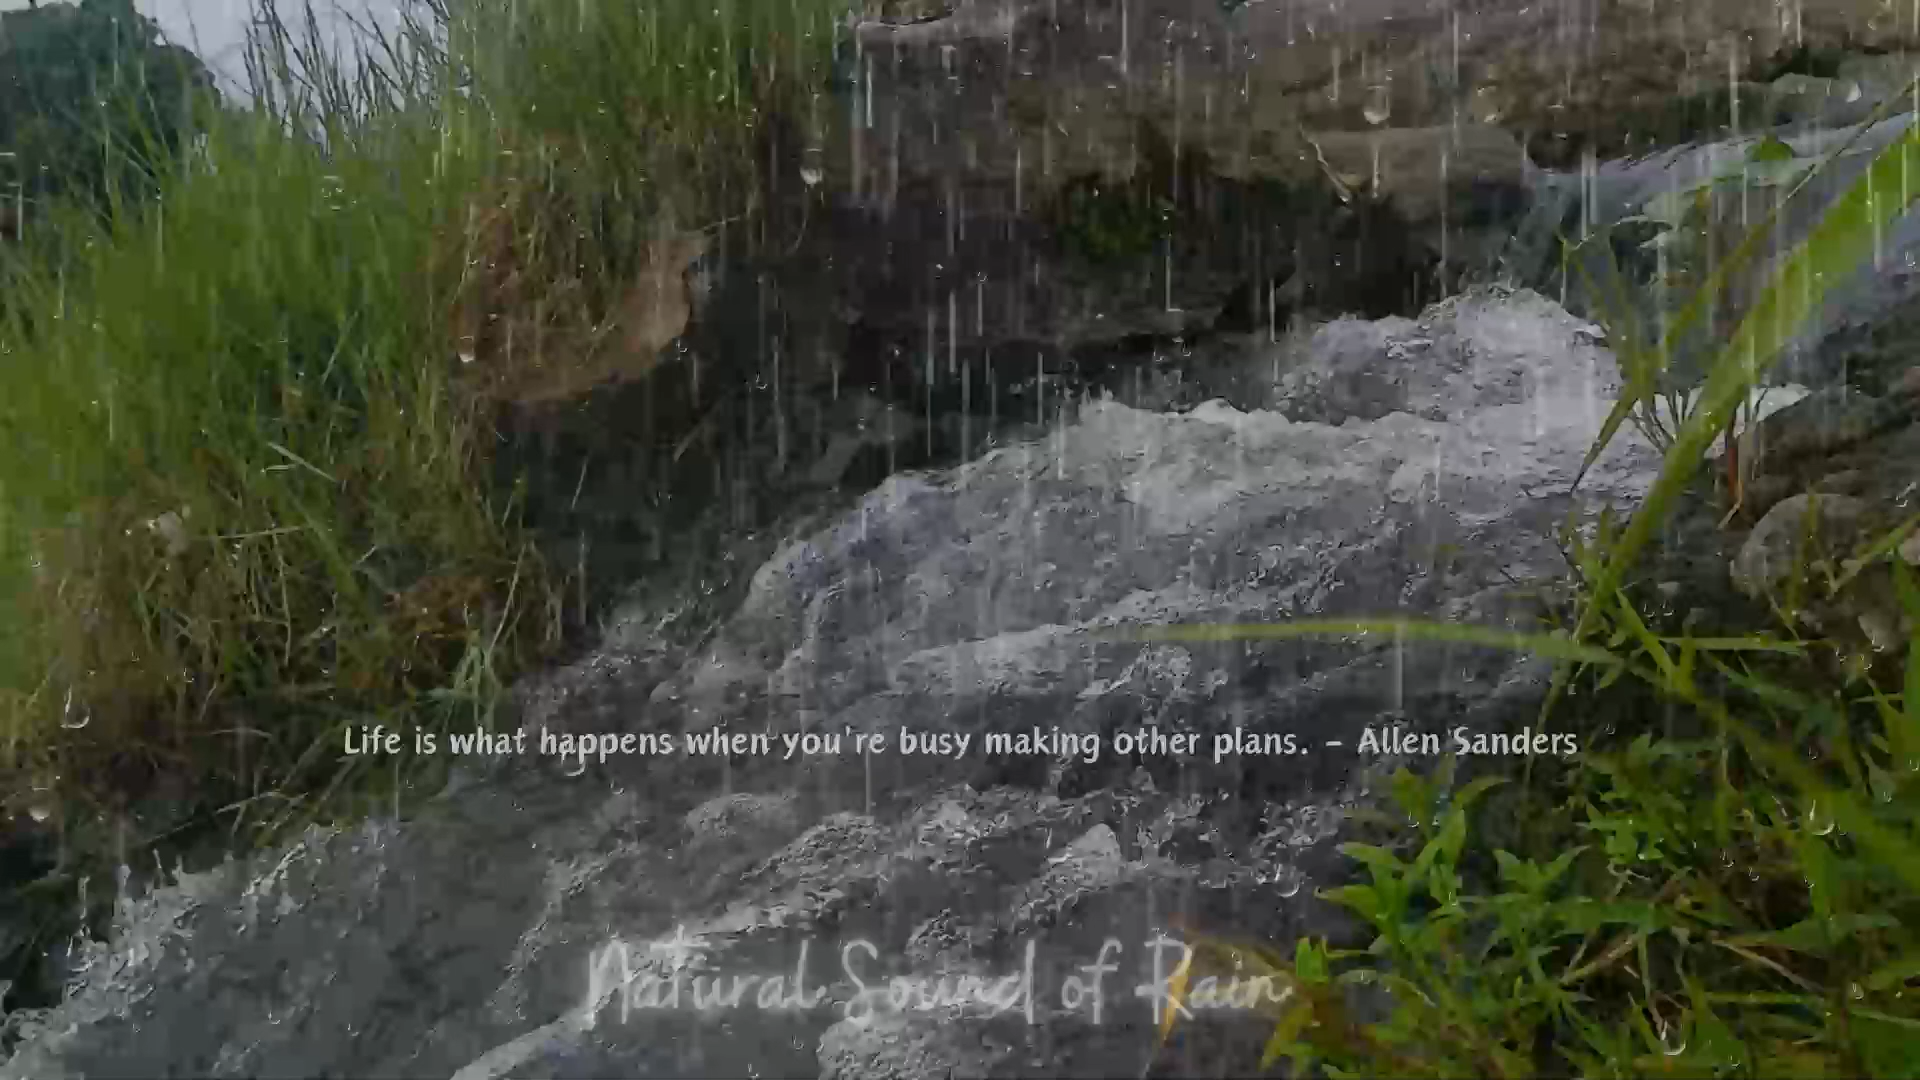 Life is what happens when you're busy making other plans. – Allen Sanders
Natural Sound of Rain